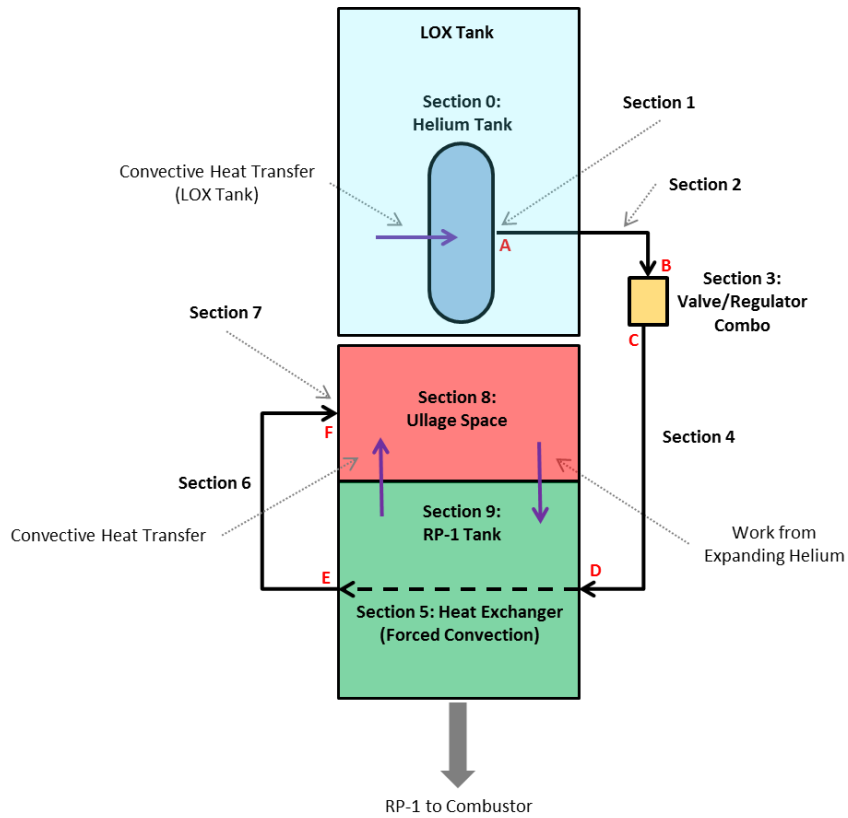 LOX Tank
Section 0:
Helium Tank
Section 1
Convective Heat Transfer
(LOX Tank)
Section 2
A
B
Section 3:
Valve/Regulator
Combo
C
Section 7
Section 8:
Ullage Space
F
Section 4
Section 6
Section 9:
RP-1 Tank
Convective Heat Transfer
Work from
Expanding Helium
E
D
Section 5: Heat Exchanger
(Forced Convection)
RP-1 to Combustor